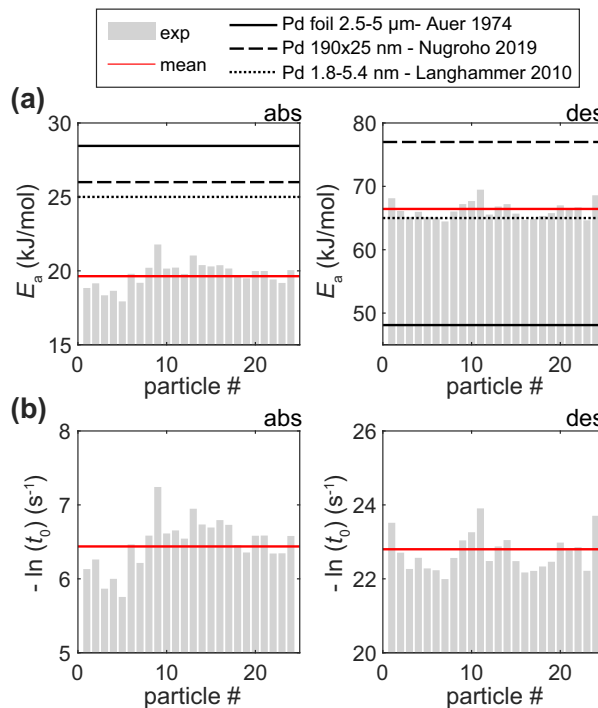 exp
mean
Pd foil 2.5-5 μm- Auer 1974
Pd 190x25 nm - Nugroho 2019
Pd 1.8-5.4 nm - Langhammer 2010
(a)
abs
30
25
20
15
Eₐ (kJ/mol)
0 10 20
particle #
des
80
70
60
50
Eₐ (kJ/mol)
0 10 20
particle #
(b)
abs
8
7
6
5
- ln (t₀) (s⁻¹)
0 10 20
particle #
des
26
24
22
20
- ln (t₀) (s⁻¹)
0 10 20
particle #